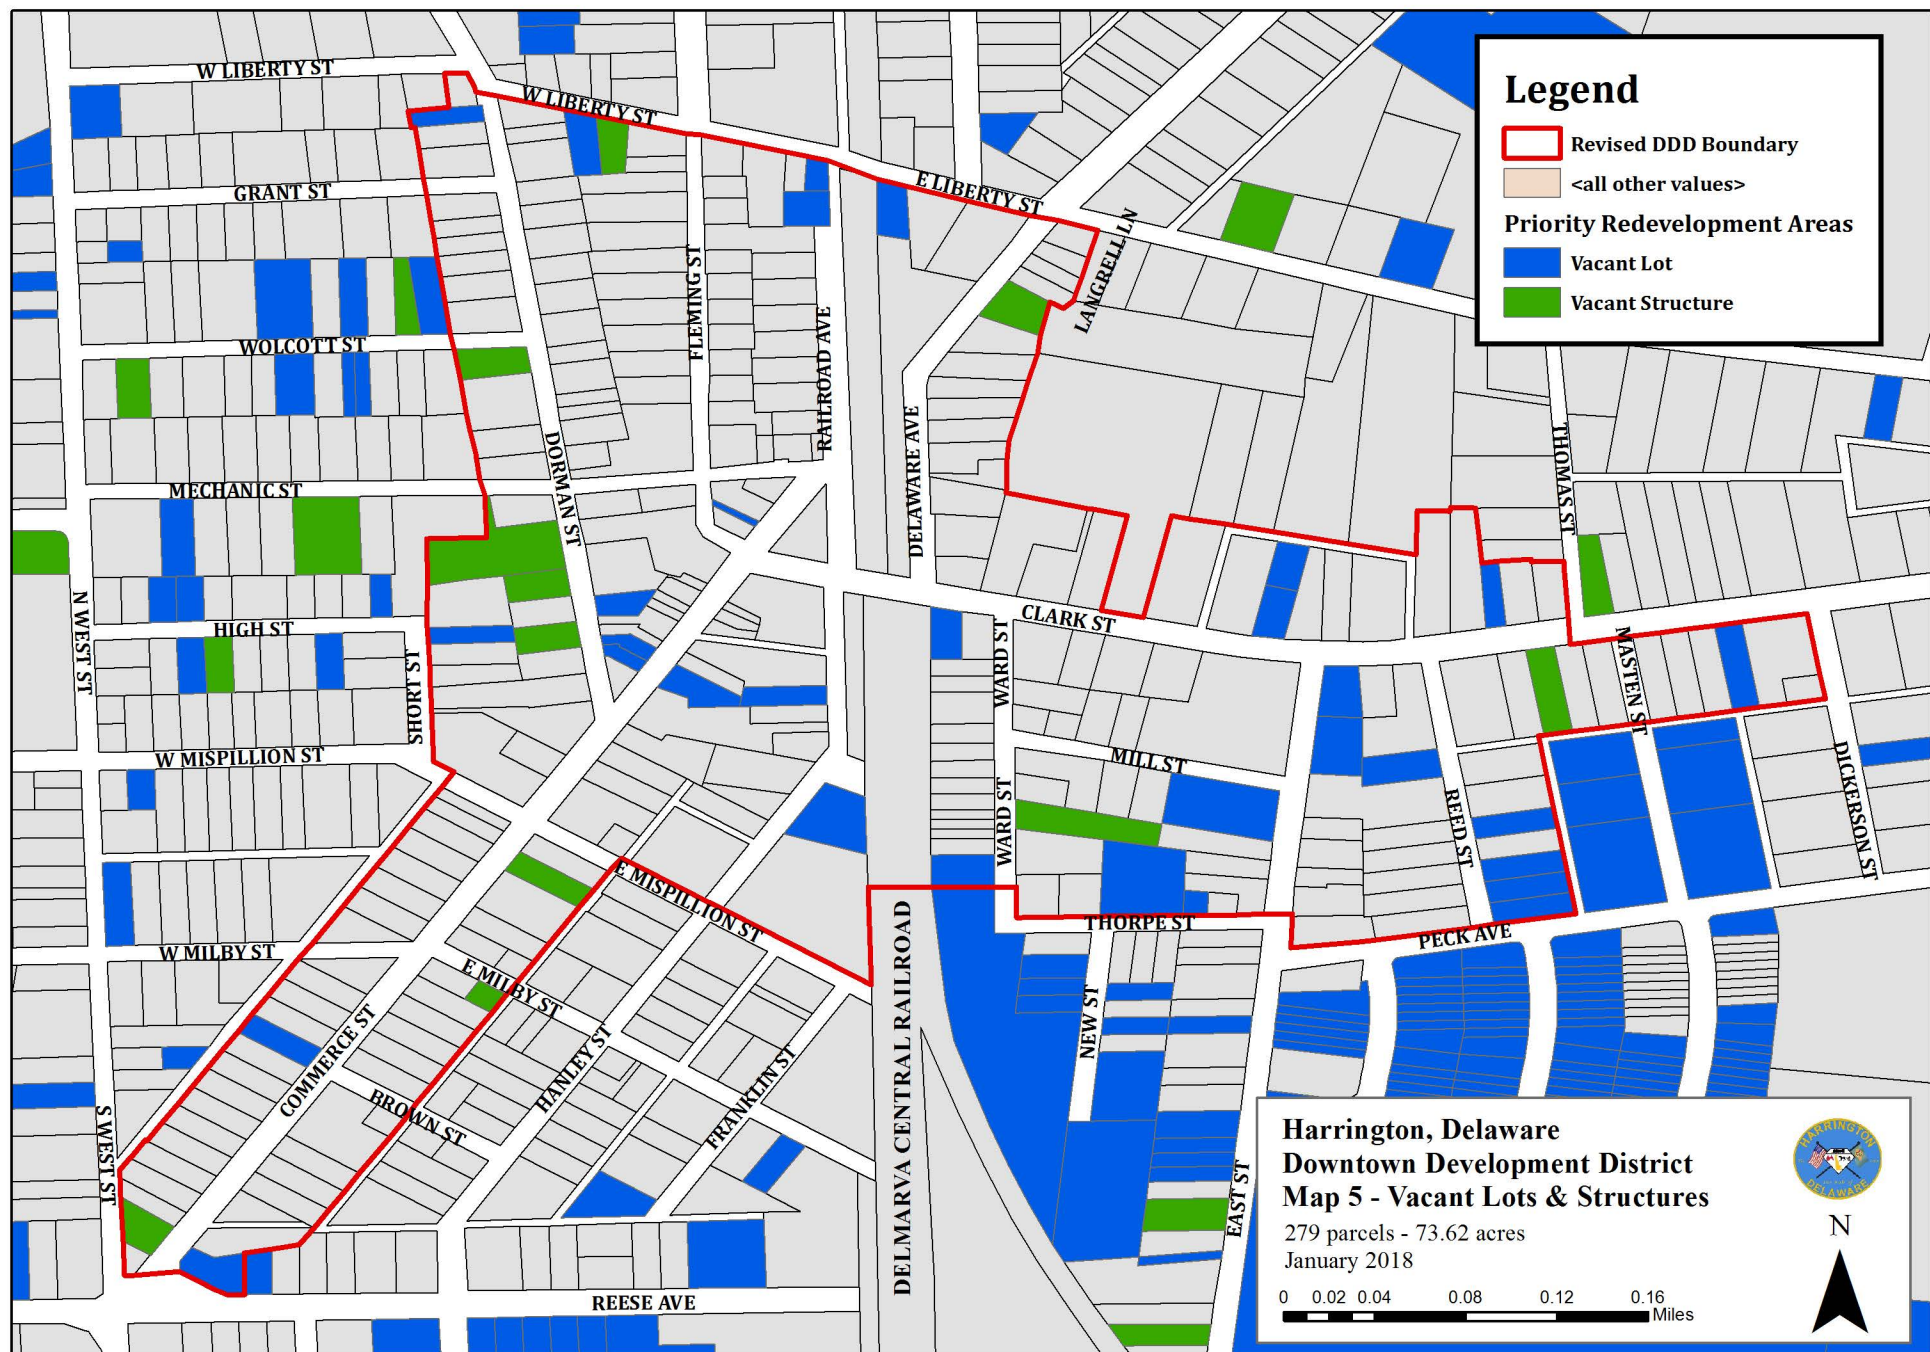 W LIBERTY ST
W LIBERTY ST
GRANT ST
E LIBERTY ST
LANGRELL LN
FLEMING ST
RAILROAD AVE
WOLCOTT ST
DELAWARE AVE
DORMAN ST
THOMAS ST
MECHANIC ST
N WEST ST
HIGH ST
SHORT ST
CLARK ST
WARD ST
MASTEN ST
W MISPILLION ST
MILL ST
DICKERSON ST
WARD ST
REED ST
E MISPILLION ST
THORPE ST
PECK AVE
W MILBY ST
E MILBY ST
NEW ST
COMMERCE ST
HANLEY ST
FRANKLIN ST
BROWN ST
S WEST ST
DELMARVA CENTRAL RAILROAD
EAST ST
REESE AVE
Legend
Revised DDD Boundary
<all other values>
Priority Redevelopment Areas
Vacant Lot
Vacant Structure
Harrington, Delaware
Downtown Development District
Map 5 - Vacant Lots & Structures
279 parcels - 73.62 acres
January 2018
0 0.02 0.04 0.08 0.12 0.16
Miles
HARRINGTON
DELAWARE
N